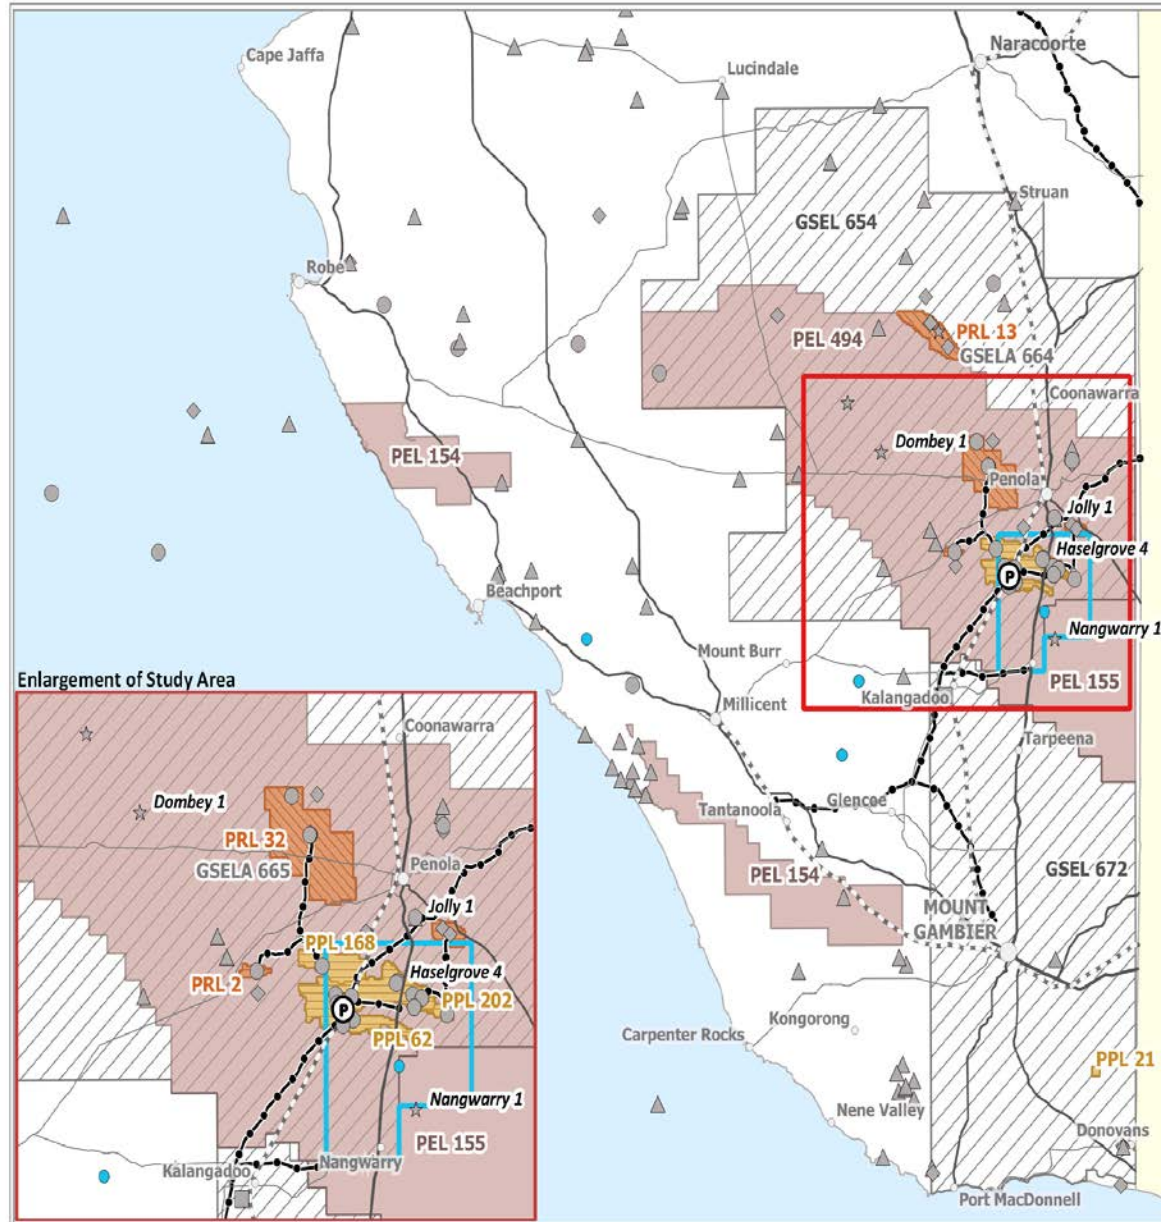 Cape Jaffa
Naracoorte
Lucindale
Struan
GSEL 654
Robe
PEL 494
PRL 13
GSELA 664
Coonawarra
PEL 154
Dombey 1
Penola
Jolly 1
Haselgrove 4
P
Beachport
Nangwarry 1
Mount Burr
PEL 155
Kalangadoo
Millicent
Tarpeena
Tantanoola
Glencoe
PEL 154
GSEL 672
MOUNT
GAMBIER
Kongorong
Carpenter Rocks
PPL 21
Nene Valley
Donovans
Port MacDonnell
Enlargement of Study Area
Coonawarra
Dombey 1
PRL 32
GSELA 665
Penola
Jolly 1
PPL 168
Haselgrove 4
PRL 2
PPL 202
P
PPL 62
Nangwarry 1
PEL 155
Nangwarry
Kalangadoo